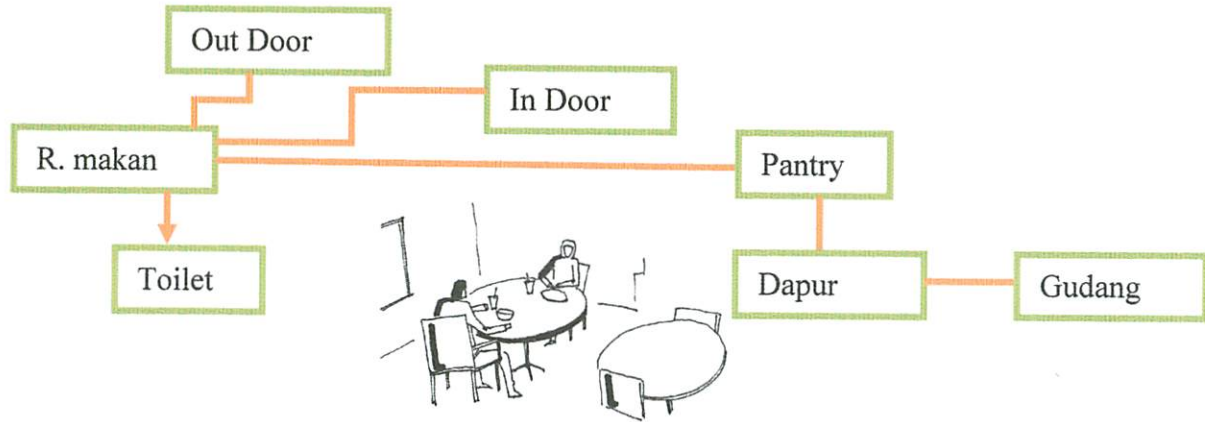 Out Door
In Door
R. makan
Pantry
Toilet
Dapur
Gudang